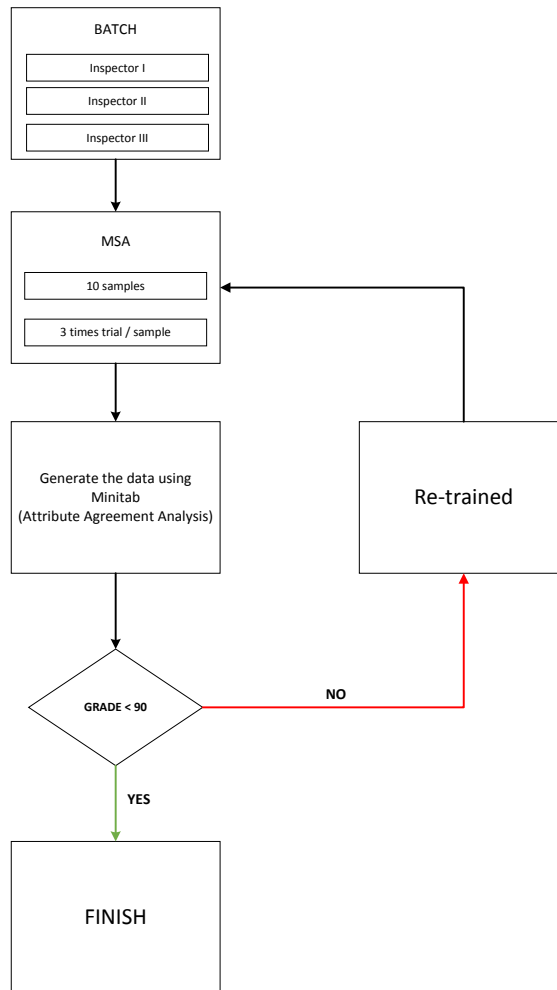 BATCH
Inspector I
Inspector II
Inspector III
MSA
10 samples
3 times trial / sample
Generate the data using
Minitab
(Attribute Agreement Analysis)
Re-trained
GRADE < 90
NO
YES
FINISH